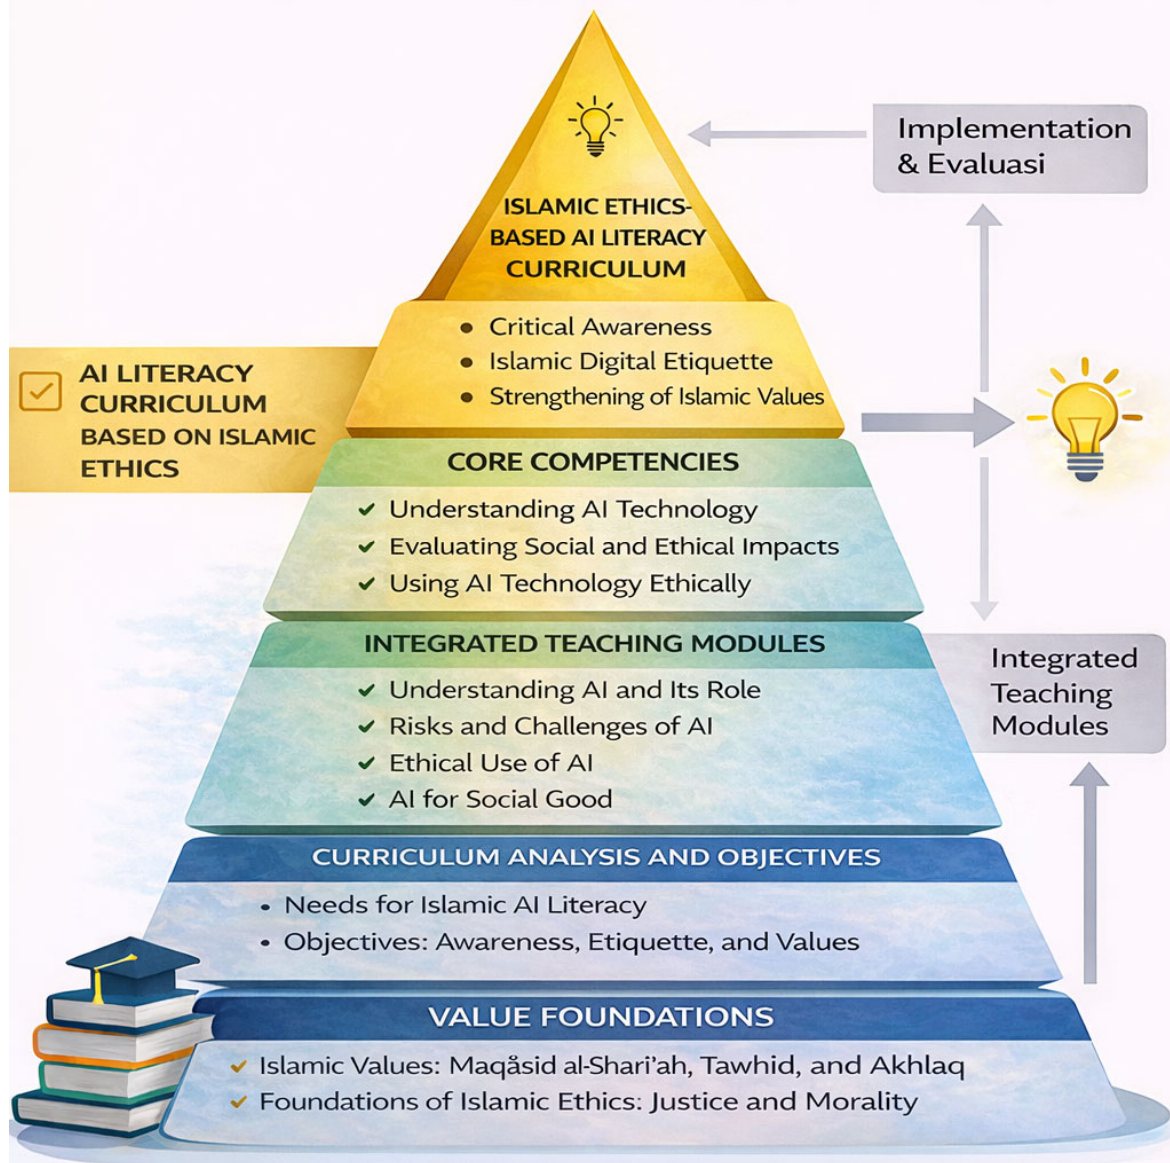 Implementation
& Evaluasi
ISLAMIC ETHICS-
BASED AI LITERACY
CURRICULUM
• Critical Awareness
• Islamic Digital Etiquette
• Strengthening of Islamic Values
AI LITERACY
CURRICULUM
BASED ON ISLAMIC
ETHICS
CORE COMPETENCIES
✓ Understanding AI Technology
✓ Evaluating Social and Ethical Impacts
✓ Using AI Technology Ethically
INTEGRATED TEACHING MODULES
✓ Understanding AI and Its Role
✓ Risks and Challenges of AI
✓ Ethical Use of AI
✓ AI for Social Good
Integrated
Teaching
Modules
CURRICULUM ANALYSIS AND OBJECTIVES
• Needs for Islamic AI Literacy
• Objectives: Awareness, Etiquette, and Values
VALUE FOUNDATIONS
✓ Islamic Values: Maqåsid al-Shari'ah, Tawhid, and Akhlaq
✓ Foundations of Islamic Ethics: Justice and Morality